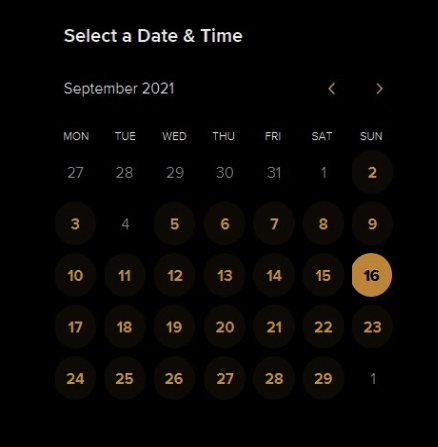 Select a Date & Time
September 2021
MON TUE WED THU FRI SAT SUN
27 28 29 30 31 1 2
3 4 5 6 7 8 9
10 11 12 13 14 15 16
17 18 19 20 21 22 23
24 25 26 27 28 29 1